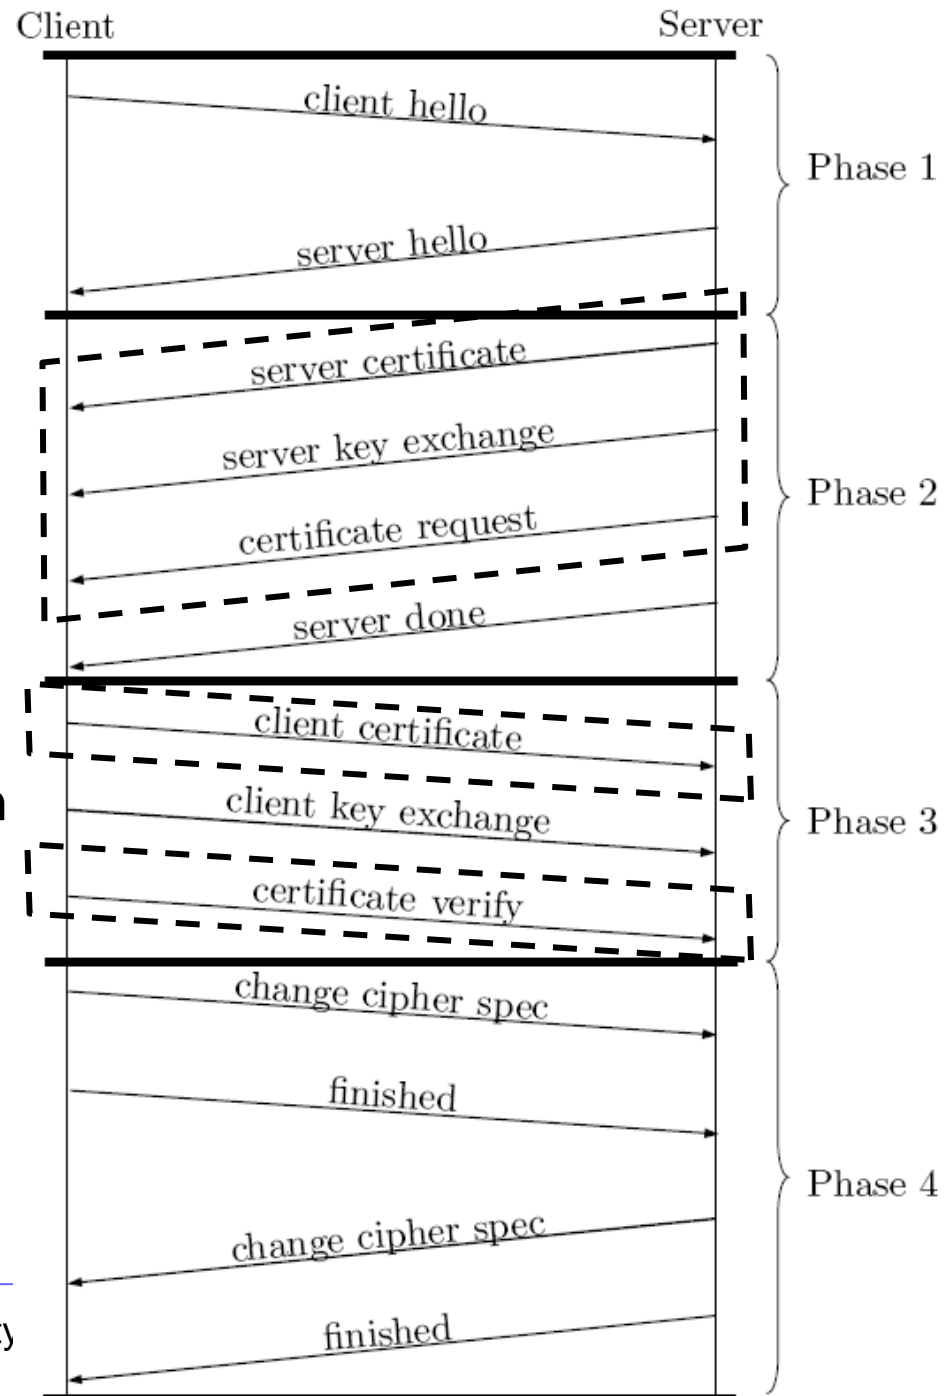 Client
Server
client hello
Phase 1
server hello
server certificate
server key exchange
Phase 2
certificate request
server done
client certificate
client key exchange
Phase 3
certificate verify
change cipher spec
finished
Phase 4
change cipher spec
finished